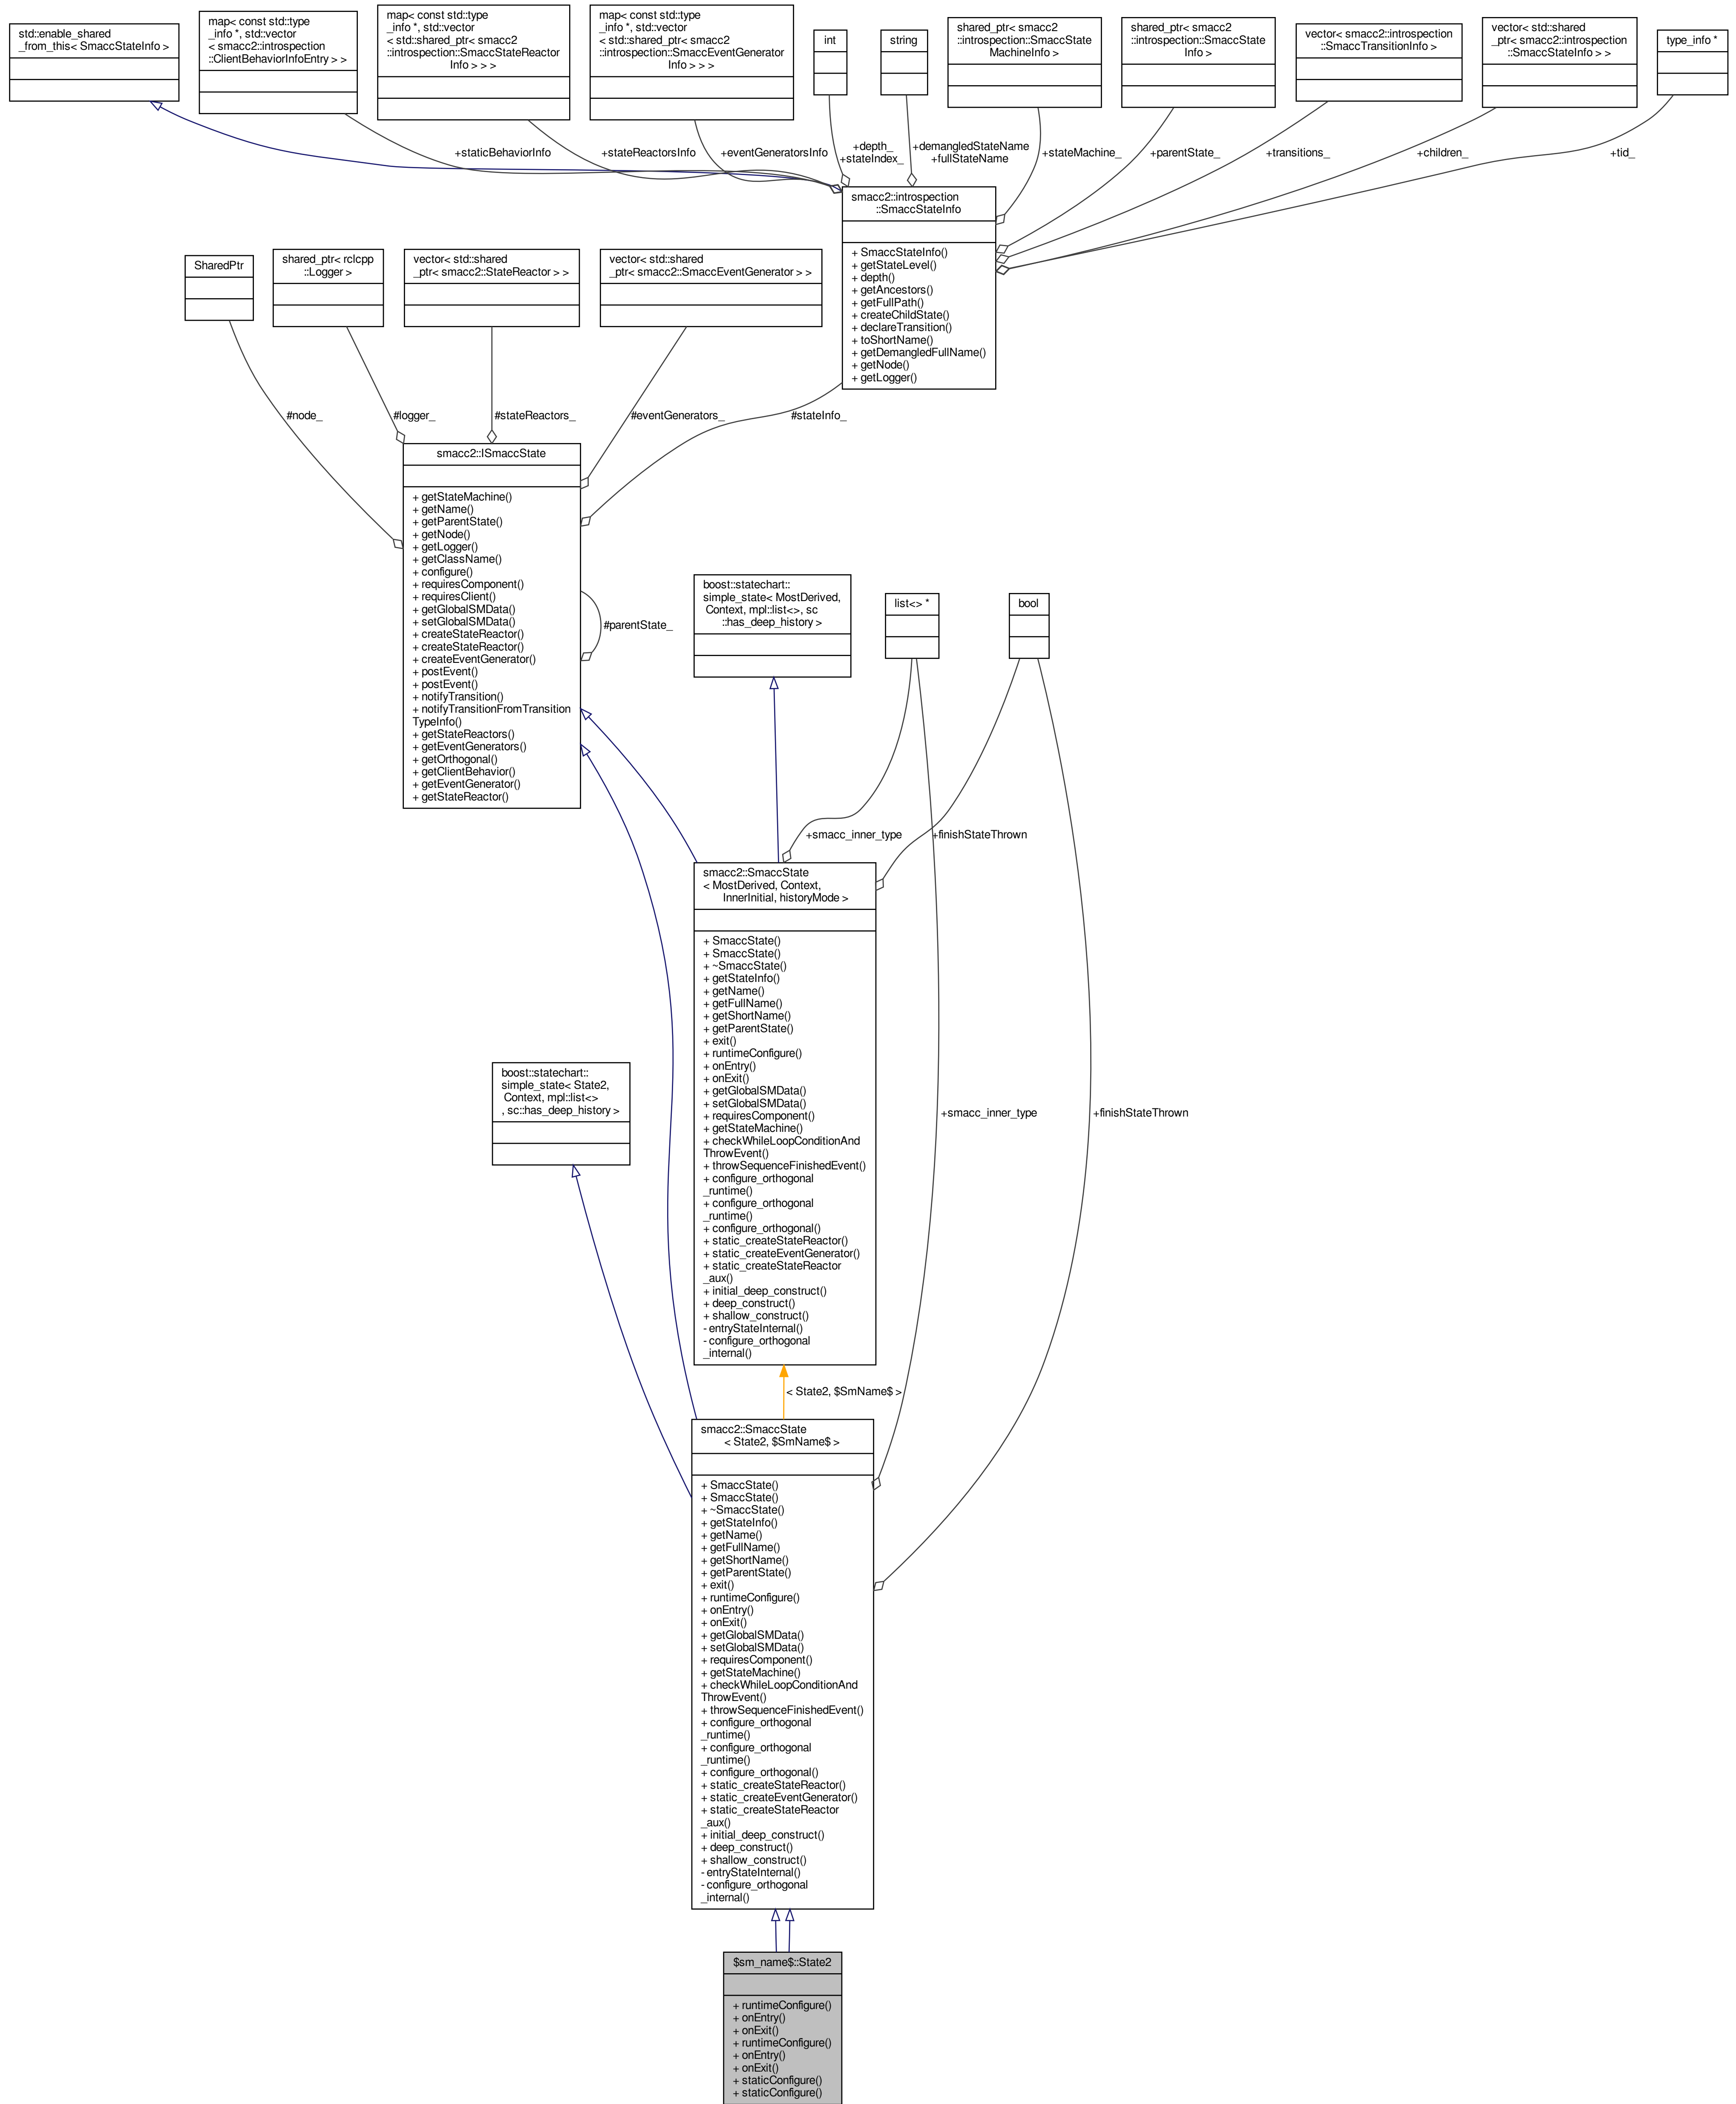 std::enable_shared
_from_this< SmaccStateInfo >
map< const std::type
_info *, std::vector
< smacc2::introspection
::ClientBehaviorInfoEntry > >
map< const std::type
_info *, std::vector
< std::shared_ptr< smacc2
::introspection::SmaccStateReactor
Info > > >
map< const std::type
_info *, std::vector
< std::shared_ptr< smacc2
::introspection::SmaccEventGenerator
Info > > >
int
string
shared_ptr< smacc2
::introspection::SmaccState
MachineInfo >
shared_ptr< smacc2
::introspection::SmaccState
Info >
vector< smacc2::introspection
::SmaccTransitionInfo >
vector< std::shared
_ptr< smacc2::introspection
::SmaccStateInfo > >
type_info *
+staticBehaviorInfo
+stateReactorsInfo
+eventGeneratorsInfo
+depth_
+stateIndex_
+demangledStateName
+fullStateName
+stateMachine_
+parentState_
+transitions_
+children_
+tid_
smacc2::introspection
::SmaccStateInfo
+ SmaccStateInfo()
+ getStateLevel()
+ depth()
+ getAncestors()
+ getFullPath()
+ createChildState()
+ declareTransition()
+ toShortName()
+ getDemangledFullName()
+ getNode()
+ getLogger()
SharedPtr
shared_ptr< rclcpp
::Logger >
vector< std::shared
_ptr< smacc2::StateReactor > >
vector< std::shared
_ptr< smacc2::SmaccEventGenerator > >
#node_
#logger_
#stateReactors_
#eventGenerators_
#stateInfo_
smacc2::ISmaccState
+ getStateMachine()
+ getName()
+ getParentState()
+ getNode()
+ getLogger()
+ getClassName()
+ configure()
+ requiresComponent()
+ requiresClient()
+ getGlobalSMData()
+ setGlobalSMData()
+ createStateReactor()
+ createStateReactor()
+ createEventGenerator()
+ postEvent()
+ postEvent()
+ notifyTransition()
+ notifyTransitionFromTransition
TypeInfo()
+ getStateReactors()
+ getEventGenerators()
+ getOrthogonal()
+ getClientBehavior()
+ getEventGenerator()
+ getStateReactor()
#parentState_
boost::statechart::
simple_state< MostDerived,
Context, mpl::list<>, sc
::has_deep_history >
list<> *
bool
+smacc_inner_type
+finishStateThrown
smacc2::SmaccState
< MostDerived, Context,
InnerInitial, historyMode >
+ SmaccState()
+ SmaccState()
+ ~SmaccState()
+ getStateInfo()
+ getName()
+ getFullName()
+ getShortName()
+ getParentState()
+ exit()
+ runtimeConfigure()
+ onEntry()
+ onExit()
+ getGlobalSMData()
+ setGlobalSMData()
+ requiresComponent()
+ getStateMachine()
+ checkWhileLoopConditionAnd
ThrowEvent()
+ throwSequenceFinishedEvent()
+ configure_orthogonal
_runtime()
+ configure_orthogonal
_runtime()
+ configure_orthogonal()
+ static_createStateReactor()
+ static_createEventGenerator()
+ static_createStateReactor
_aux()
+ initial_deep_construct()
+ deep_construct()
+ shallow_construct()
- entryStateInternal()
- configure_orthogonal
_internal()
boost::statechart::
simple_state< State2,
Context, mpl::list<>
, sc::has_deep_history >
+smacc_inner_type
+finishStateThrown
< State2, $SmName$ >
smacc2::SmaccState
< State2, $SmName$ >
+ SmaccState()
+ SmaccState()
+ ~SmaccState()
+ getStateInfo()
+ getName()
+ getFullName()
+ getShortName()
+ getParentState()
+ exit()
+ runtimeConfigure()
+ onEntry()
+ onExit()
+ getGlobalSMData()
+ setGlobalSMData()
+ requiresComponent()
+ getStateMachine()
+ checkWhileLoopConditionAnd
ThrowEvent()
+ throwSequenceFinishedEvent()
+ configure_orthogonal
_runtime()
+ configure_orthogonal
_runtime()
+ configure_orthogonal()
+ static_createStateReactor()
+ static_createEventGenerator()
+ static_createStateReactor
_aux()
+ initial_deep_construct()
+ deep_construct()
+ shallow_construct()
- entryStateInternal()
- configure_orthogonal
_internal()
$sm_name$::State2
+ runtimeConfigure()
+ onEntry()
+ onExit()
+ runtimeConfigure()
+ onEntry()
+ onExit()
+ staticConfigure()
+ staticConfigure()